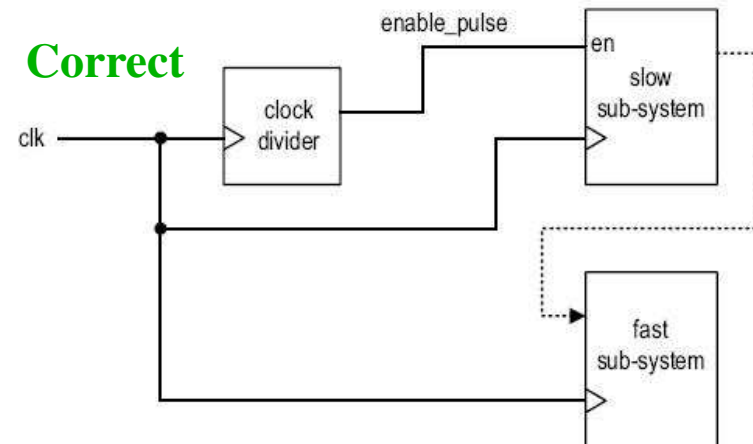 enable_pulse
Correct
en
slow
sub-system
clock
divider
clk
fast
sub-system